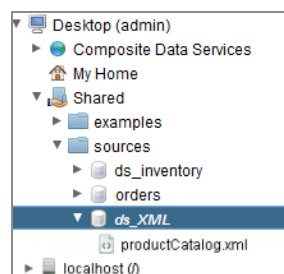 Desktop (admin)
Composite Data Services
My Home
Shared
examples
sources
ds_inventory
orders
ds_XML
productCatalog.xml
localhost (/)